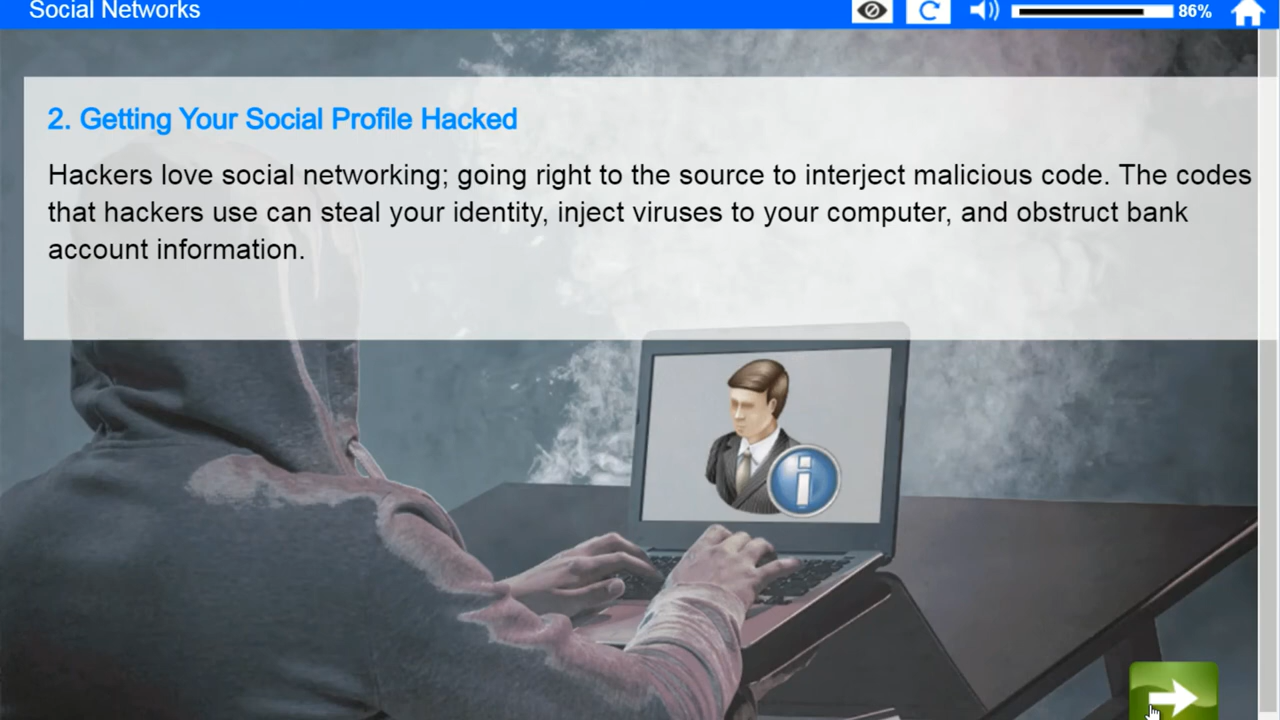 Social Networks
86%
2. Getting Your Social Profile Hacked
Hackers love social networking; going right to the source to interject malicious code. The codes
that hackers use can steal your identity, inject viruses to your computer, and obstruct bank
account information.
i